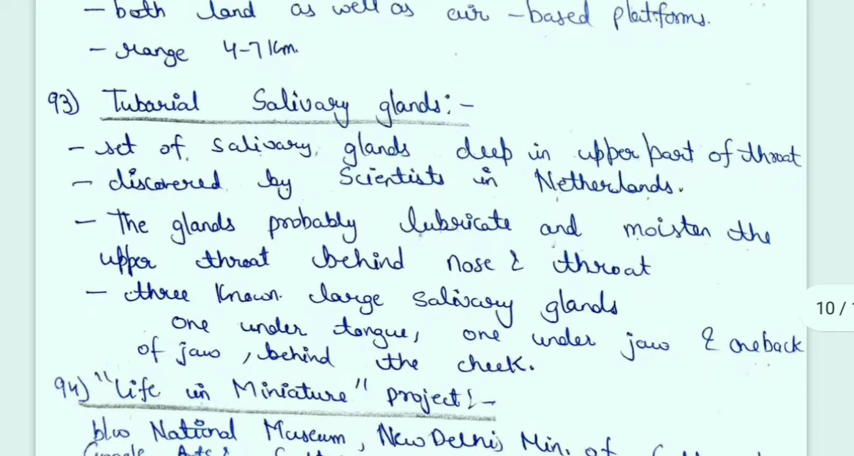 - both land as well as air-based platforms.
- range 4-7 km.
93) Tubarial Salivary glands:-
- set of salivary glands deep in upper part of throat
- discovered by Scientists in Netherlands.
- The glands probably lubricate and moisten the
upper throat behind nose & throat
- three known large salivary glands
one under tongue, one under jaw & one back
of jaw, behind the cheek.
94) "Life in Miniature" project:-
b/w National Museum, New Delhi, Min. of
10 /